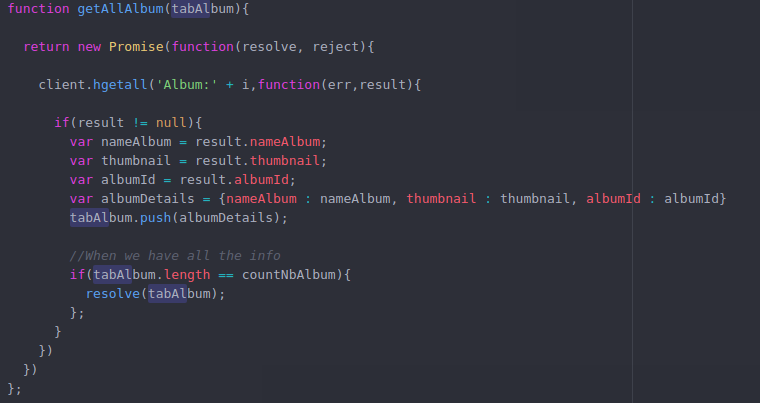 function getAllAlbum(tabAlbum){
return new Promise(function(resolve, reject){
client.hgetall('Album:' + i,function(err,result){
if(result != null){
var nameAlbum = result.nameAlbum;
var thumbnail = result.thumbnail;
var albumId = result.albumId;
var albumDetails = {nameAlbum : nameAlbum, thumbnail : thumbnail, albumId : albumId}
tabAlbum.push(albumDetails);
//When we have all the info
if(tabAlbum.length == countNbAlbum){
resolve(tabAlbum);
};
}
})
})
};